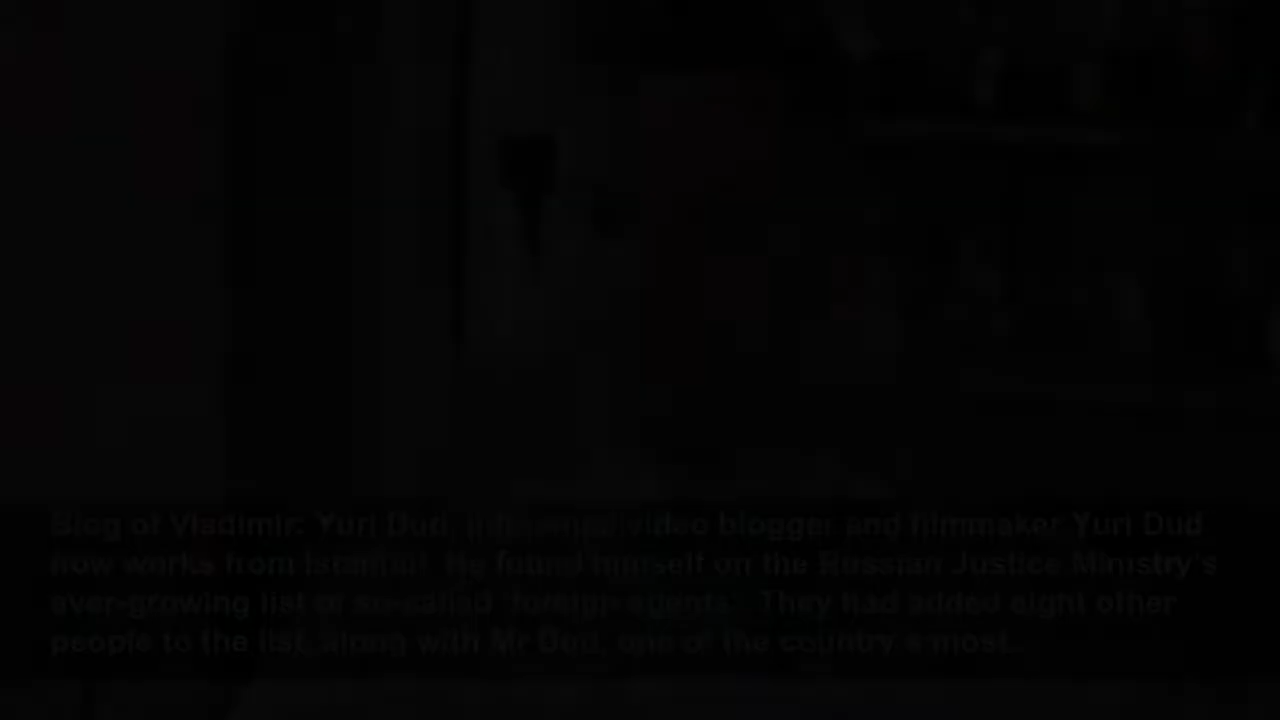 Blog of Vladimir: Yuri Dud, video blogger and filmmaker Yuri Dud
now works from Istanbul. He found himself on the Russian Justice Ministry's
ever-growing list of so-called 'foreign agents'. They had added eight other
people to the list, along with Mr Dud, one of the country's most..